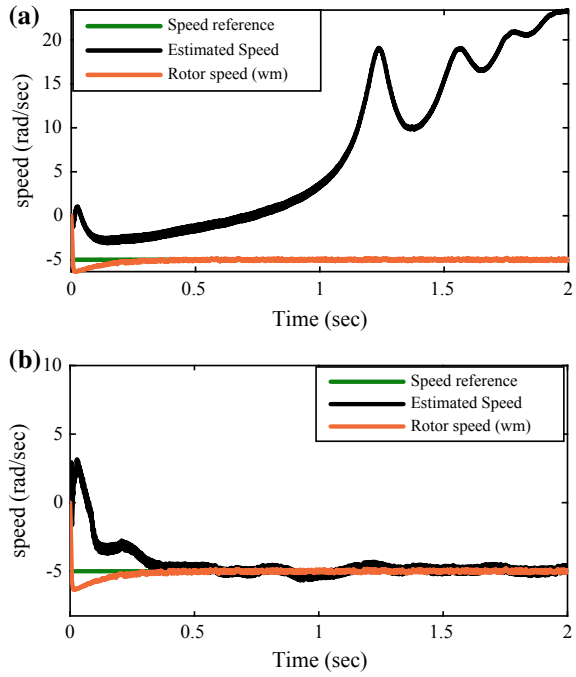 (a)
Speed reference
Estimated Speed
Rotor speed (wm)
20
15
10
5
0
-5
speed (rad/sec)
0
0.5
1
1.5
2
Time (sec)
(b)
10
5
0
-5
speed (rad/sec)
Speed reference
Estimated Speed
Rotor speed (wm)
0
0.5
1
1.5
2
Time (sec)